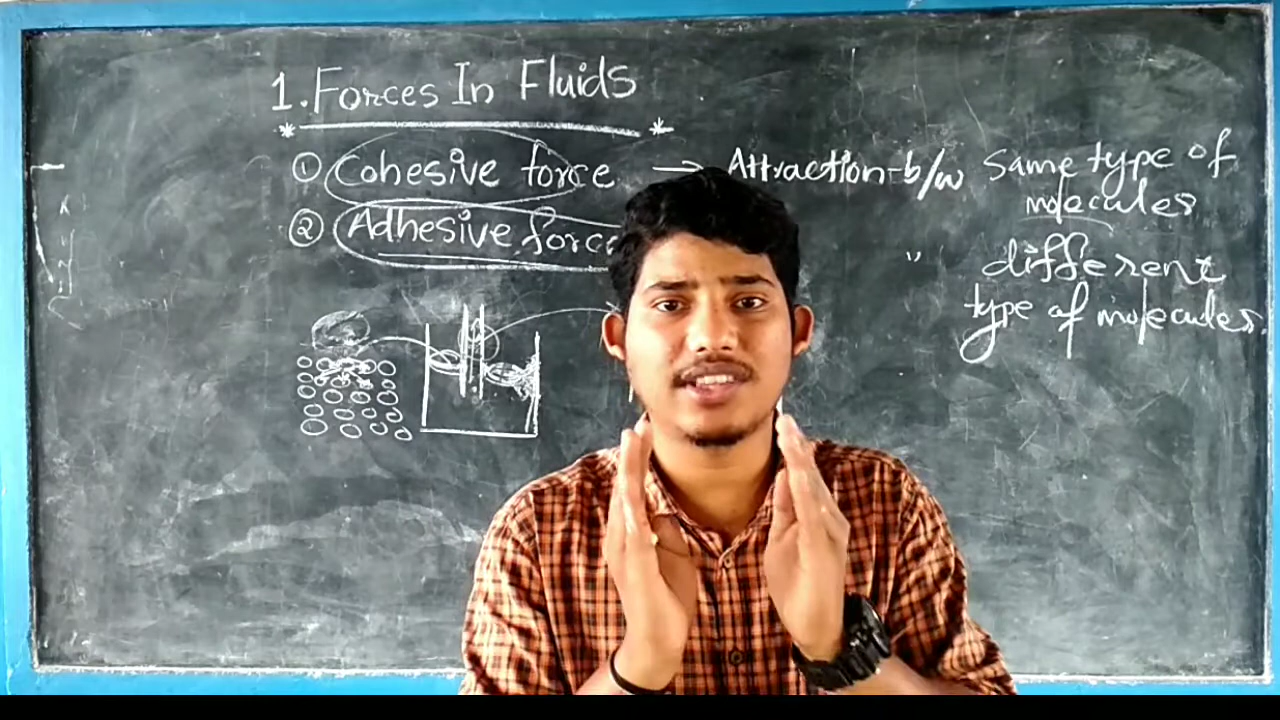 1. Forces In Fluids
① Cohesive force → Attraction b/w Same type of
molecules
② Adhesive force " different
type of molecules.